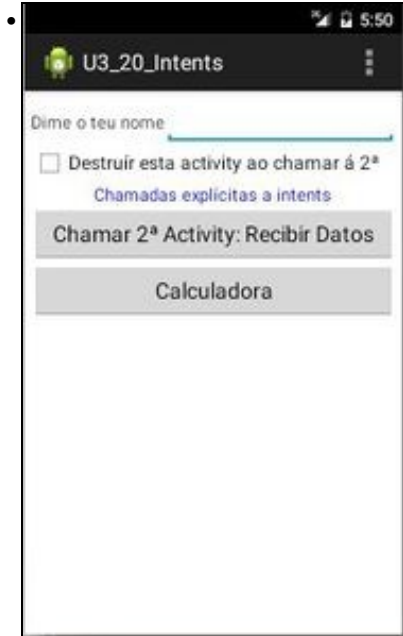 5:50
U3_20_Intents
Dime o teu nome
Destruír esta activity ao chamar á 2ª
Chamadas explícitas a intents
Chamar 2ª Activity: Recibir Datos
Calculadora